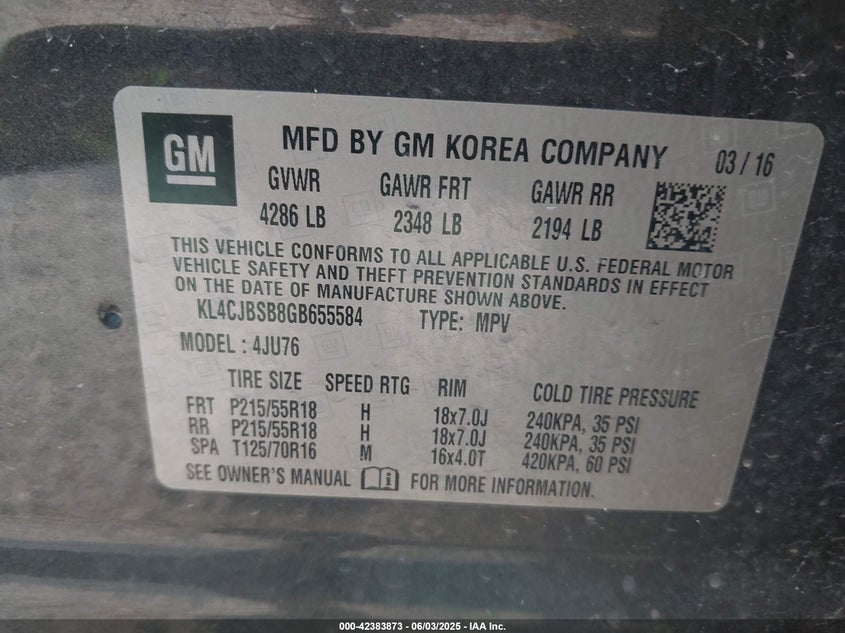 GM
MFD BY GM KOREA COMPANY 03 / 16
GVWR GAWR FRT GAWR RR
4286 LB 2348 LB 2194 LB
THIS VEHICLE CONFORMS TO ALL APPLICABLE U.S. FEDERAL MOTOR
VEHICLE SAFETY AND THEFT PREVENTION STANDARDS IN EFFECT
ON THE DATE OF MANUFACTURE SHOWN ABOVE.
KL4CJBSB8GB655584 TYPE: MPV
MODEL : 4JU76
TIRE SIZE SPEED RTG RIM COLD TIRE PRESSURE
FRT P215/55R18 H 18x7.0J 240KPA, 35 PSI
RR P215/55R18 H 18x7.0J 240KPA, 35 PSI
SPA T125/70R16 M 16x4.0T 420KPA, 60 PSI
SEE OWNER'S MANUAL i FOR MORE INFORMATION.
000-42383873 - 06/03/2025 - IAA Inc.